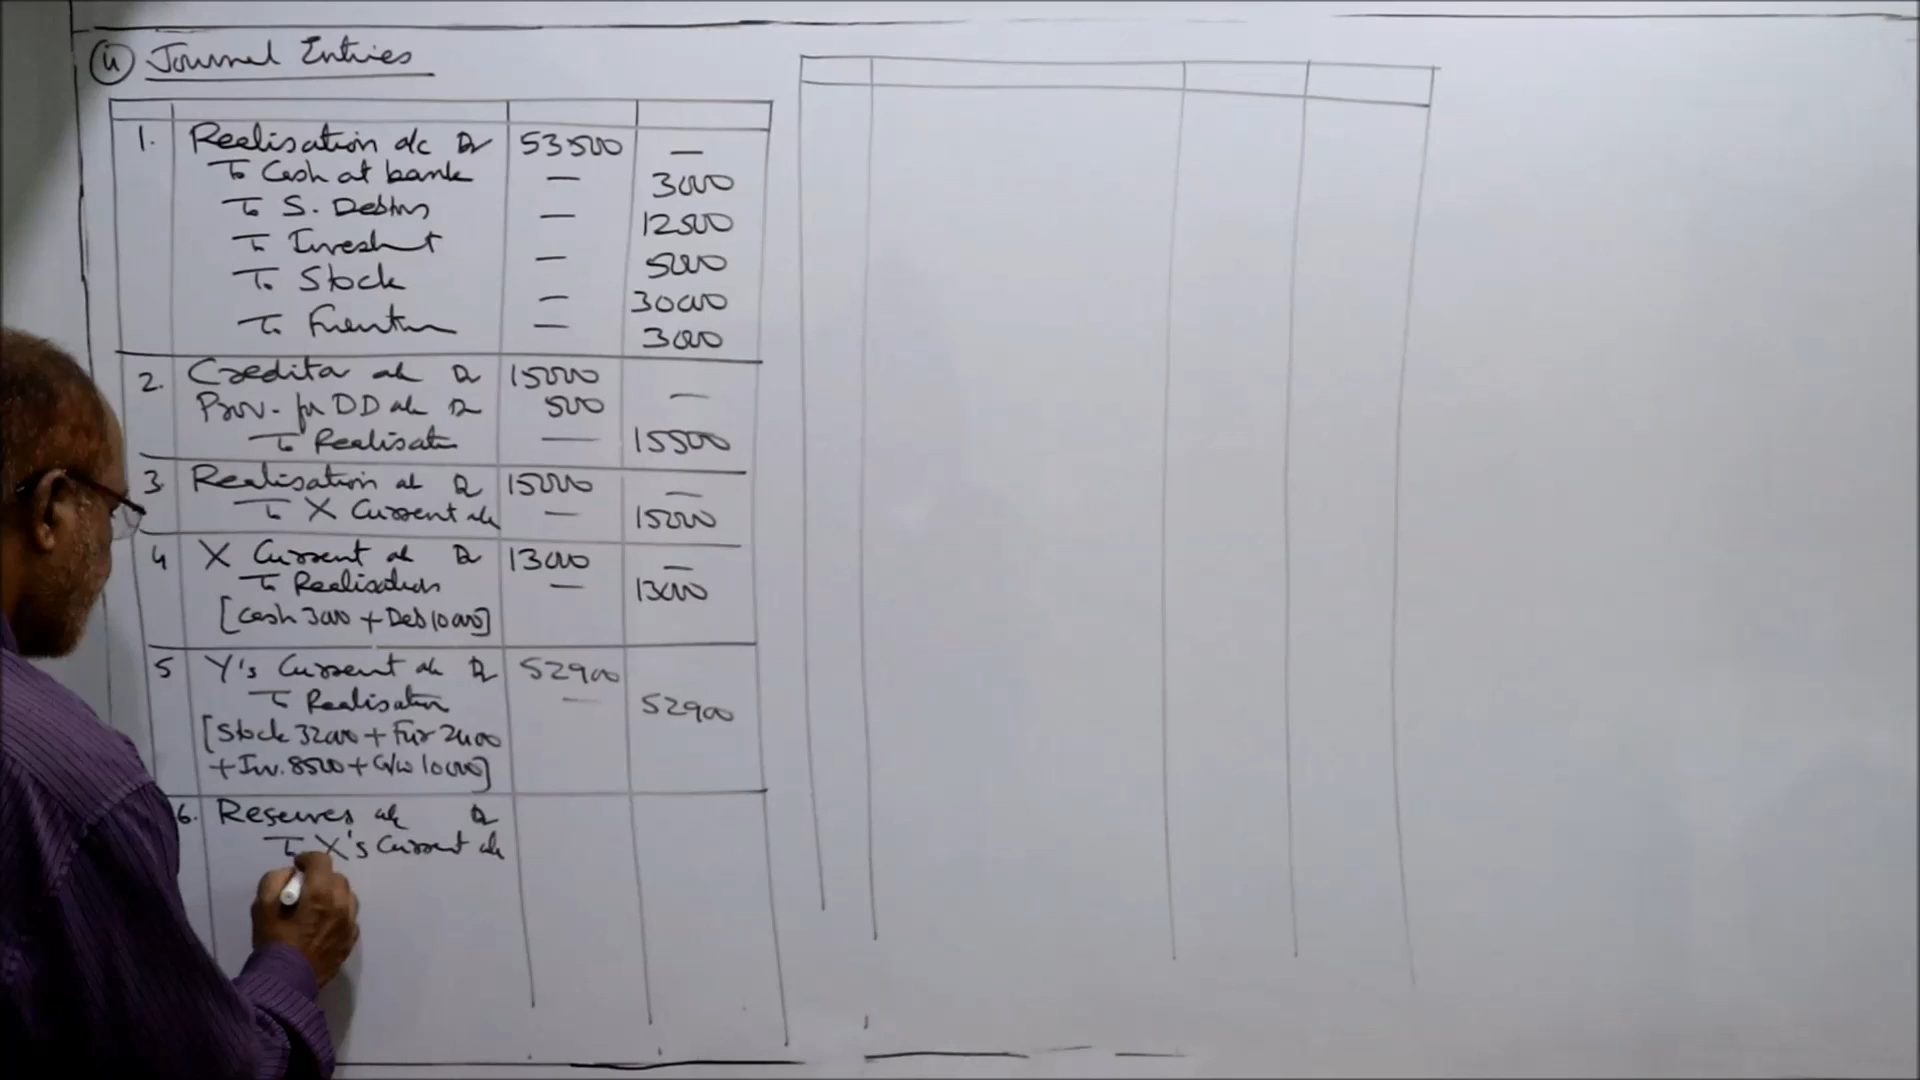 4 Journal Entries
1. Realisation a/c Dr 53500 —
To Cash at bank — 3000
To S. Debtors — 12500
To Investment — 5000
To Stock — 30000
To Furniture — 3000
2. Creditor a/c Dr 15000 —
Prov. for DD a/c Dr 500
To Realisation — 15500
3 Realisation a/c Dr 15000 —
To X Current a/c — 15000
4 X Current a/c Dr 13000 —
To Realisation — 13000
[Cash 3000 + Deb 10000]
5 Y's Current a/c Dr 52900
To Realisation — 52900
[Stock 32000 + Fur 2400
+ Inv. 8500 + G/w 10000]
6. Reserves a/c Dr
To X's Current a/c